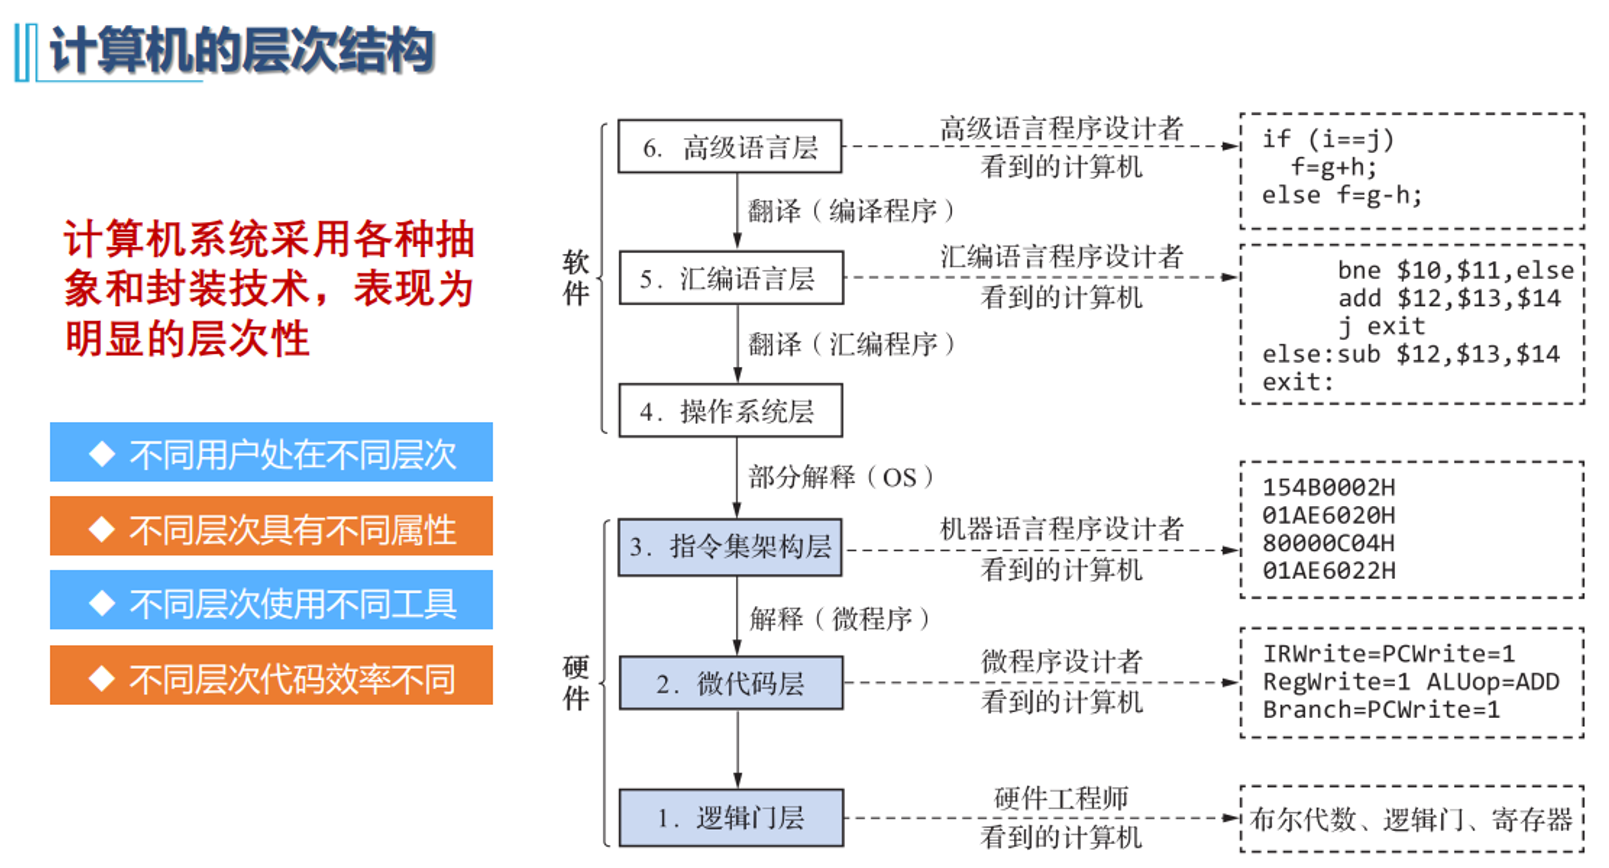 计算机的层次结构
计算机系统采用各种抽
象和封装技术，表现为
明显的层次性
◆ 不同用户处在不同层次
◆ 不同层次具有不同属性
◆ 不同层次使用不同工具
◆ 不同层次代码效率不同
软件
6. 高级语言层
高级语言程序设计者
看到的计算机
if (i==j)
f=g+h;
else f=g-h;
翻译（编译程序）
5. 汇编语言层
汇编语言程序设计者
看到的计算机
bne $10,$11,else
add $12,$13,$14
j exit
else:sub $12,$13,$14
exit:
翻译（汇编程序）
4. 操作系统层
部分解释（OS）
硬件
3. 指令集架构层
机器语言程序设计者
看到的计算机
154B0002H
01AE6020H
80000C04H
01AE6022H
解释（微程序）
2. 微代码层
微程序设计者
看到的计算机
IRWrite=PCWrite=1
RegWrite=1 ALUop=ADD
Branch=PCWrite=1
1. 逻辑门层
硬件工程师
看到的计算机
布尔代数、逻辑门、寄存器